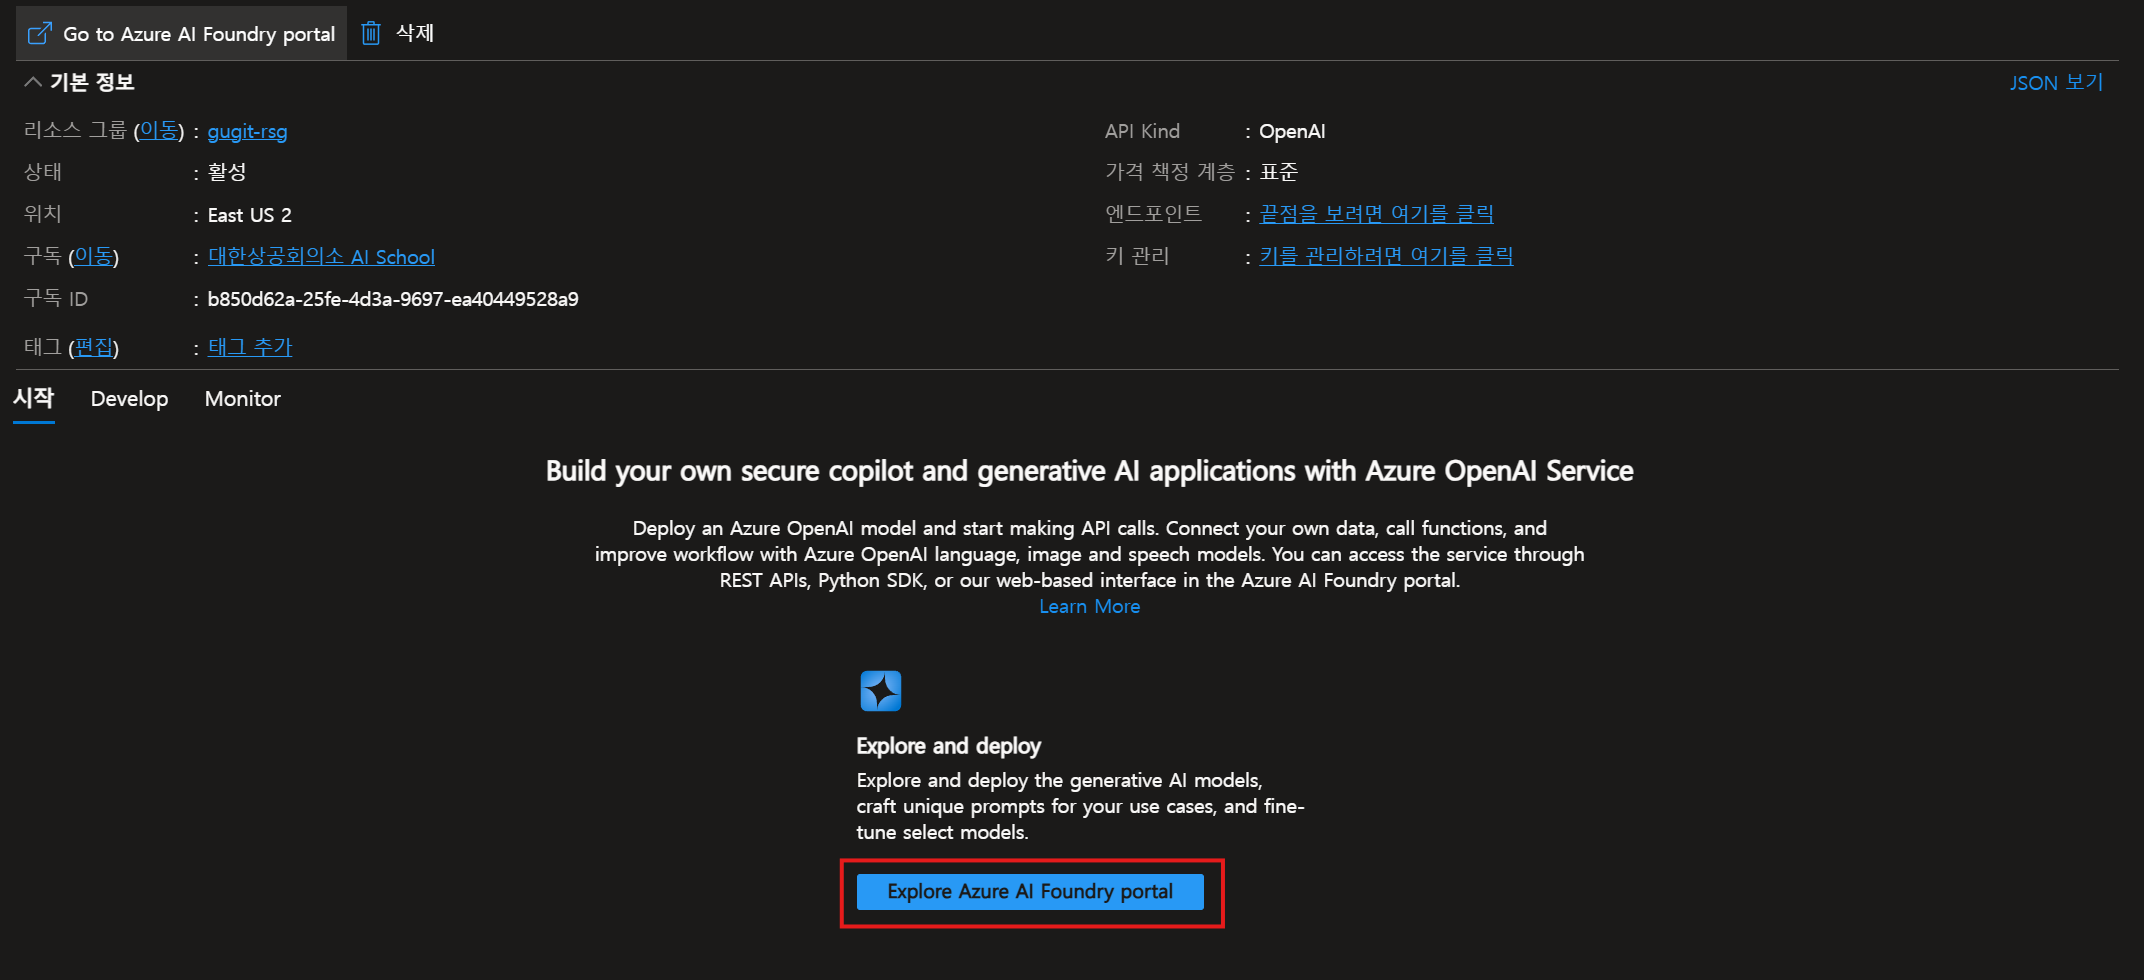 Go to Azure AI Foundry portal 삭제
기본 정보 JSON 보기
리소스 그룹 (이동) : gugit-rsg
상태 : 활성
위치 : East US 2
구독 (이동) : 대한상공회의소 AI School
구독 ID : b850d62a-25fe-4d3a-9697-ea40449528a9
태그 (편집) : 태그 추가
API Kind : OpenAI
가격 책정 계층 : 표준
엔드포인트 : 끝점을 보려면 여기를 클릭
키 관리 : 키를 관리하려면 여기를 클릭
시작 Develop Monitor
Build your own secure copilot and generative AI applications with Azure OpenAI Service
Deploy an Azure OpenAI model and start making API calls. Connect your own data, call functions, and
improve workflow with Azure OpenAI language, image and speech models. You can access the service through
REST APIs, Python SDK, or our web-based interface in the Azure AI Foundry portal.
Learn More
Explore and deploy
Explore and deploy the generative AI models,
craft unique prompts for your use cases, and fine-
tune select models.
Explore Azure AI Foundry portal